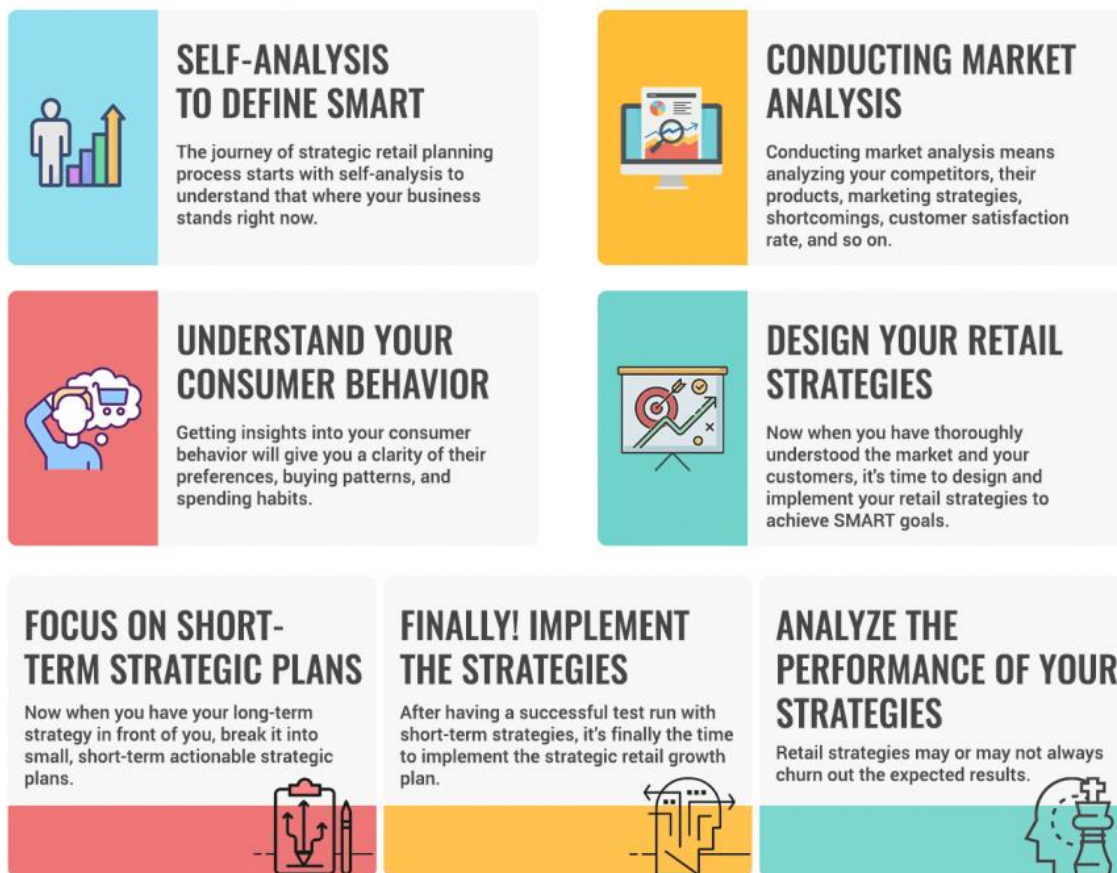 SELF-ANALYSIS
TO DEFINE SMART
The journey of strategic retail planning
process starts with self-analysis to
understand that where your business
stands right now.
CONDUCTING MARKET
ANALYSIS
Conducting market analysis means
analyzing your competitors, their
products, marketing strategies,
shortcomings, customer satisfaction
rate, and so on.
UNDERSTAND YOUR
CONSUMER BEHAVIOR
Getting insights into your consumer
behavior will give you a clarity of their
preferences, buying patterns, and
spending habits.
DESIGN YOUR RETAIL
STRATEGIES
Now when you have thoroughly
understood the market and your
customers, it's time to design and
implement your retail strategies to
achieve SMART goals.
FOCUS ON SHORT-
TERM STRATEGIC PLANS
Now when you have your long-term
strategy in front of you, break it into
small, short-term actionable strategic
plans.
FINALLY! IMPLEMENT
THE STRATEGIES
After having a successful test run with
short-term strategies, it's finally the time
to implement the strategic retail growth
plan.
ANALYZE THE
PERFORMANCE OF YOUR
STRATEGIES
Retail strategies may or may not always
churn out the expected results.